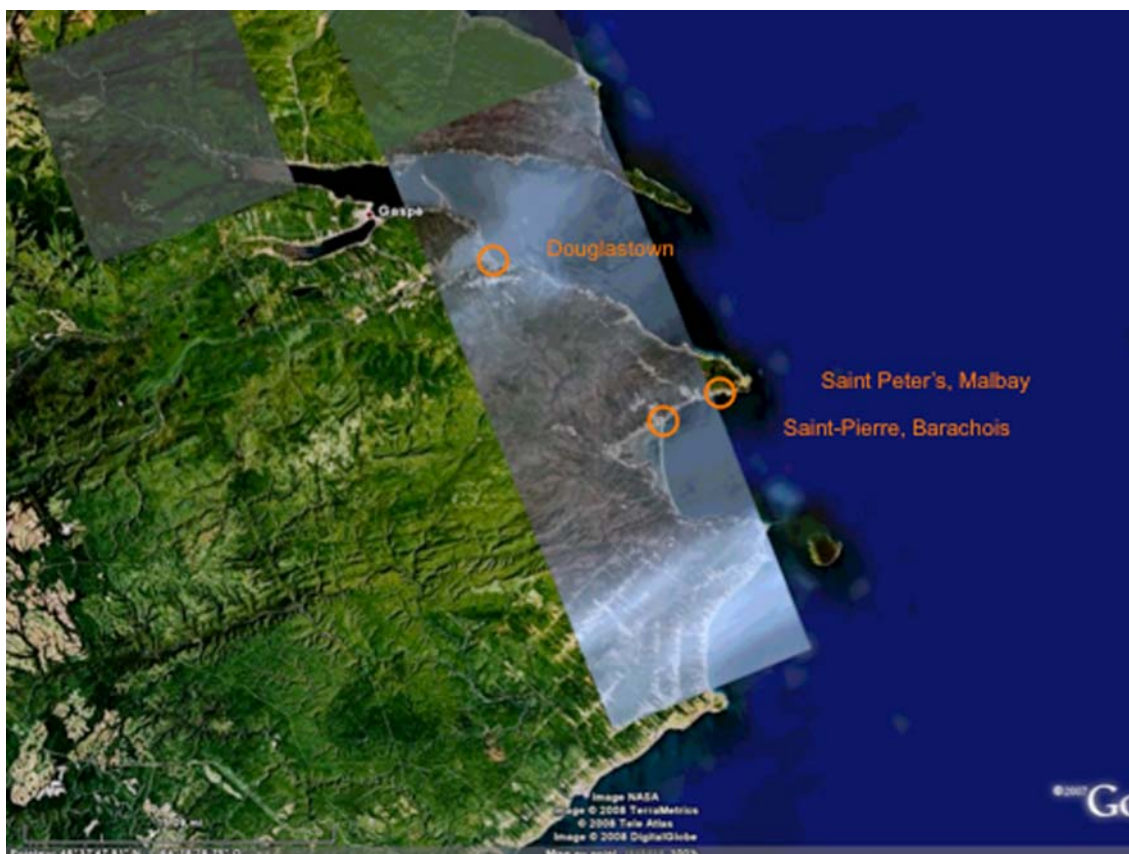 Gaspé
Douglastown
Saint Peter's, Malbay
Saint-Pierre, Barachois
©2007 Go
Image NASA
Image © 2008 TerraMetrics
© 2008 Tele Atlas
Image © 2008 DigitalGlobe